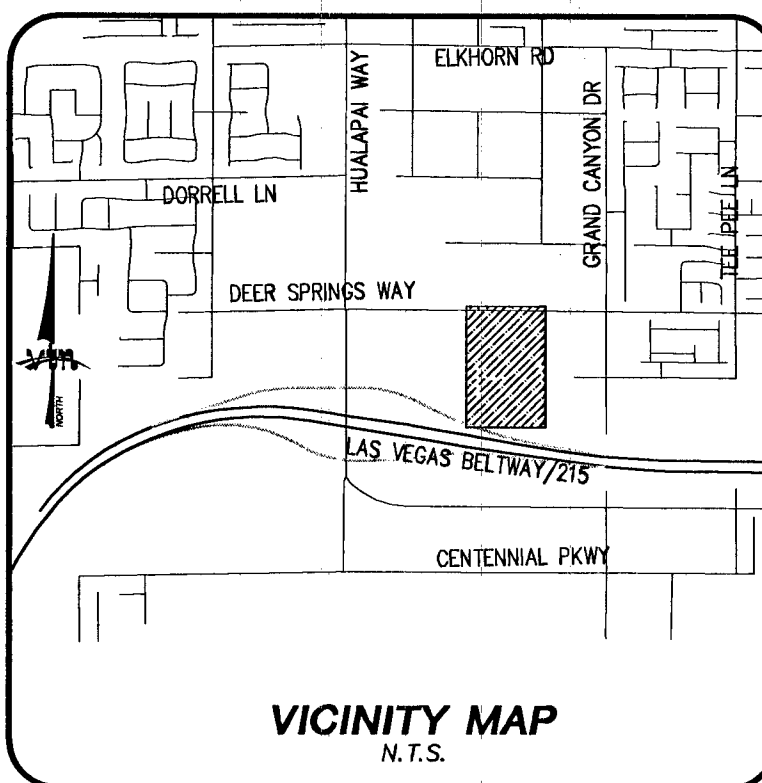 ELKHORN RD
HUALAPAI WAY
GRAND CANYON DR
DORRELL LN
TEE PEE LN
DEER SPRINGS WAY
NORTH
LAS VEGAS BELTWAY/215
CENTENNIAL PKWY
VICINITY MAP
N.T.S.